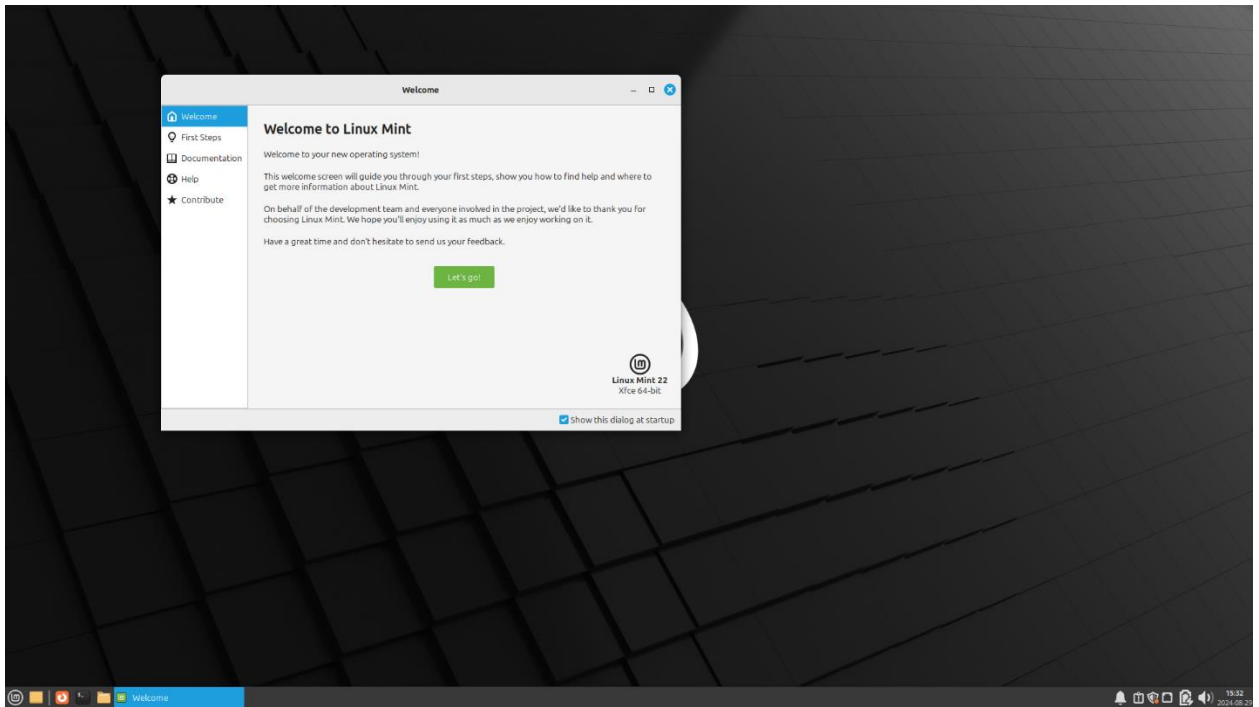 Welcome
Welcome
First Steps
Documentation
Help
Contribute
Welcome to Linux Mint
Welcome to your new operating system!
This welcome screen will guide you through your first steps, show you how to find help and where to
get more information about Linux Mint.
On behalf of the development team and everyone involved in the project, we'd like to thank you for
choosing Linux Mint. We hope you'll enjoy using it as much as we enjoy working on it.
Have a great time and don't hesitate to send us your feedback.
Let's go!
Linux Mint 22
Xfce 64-bit
Show this dialog at startup
Welcome
15:32